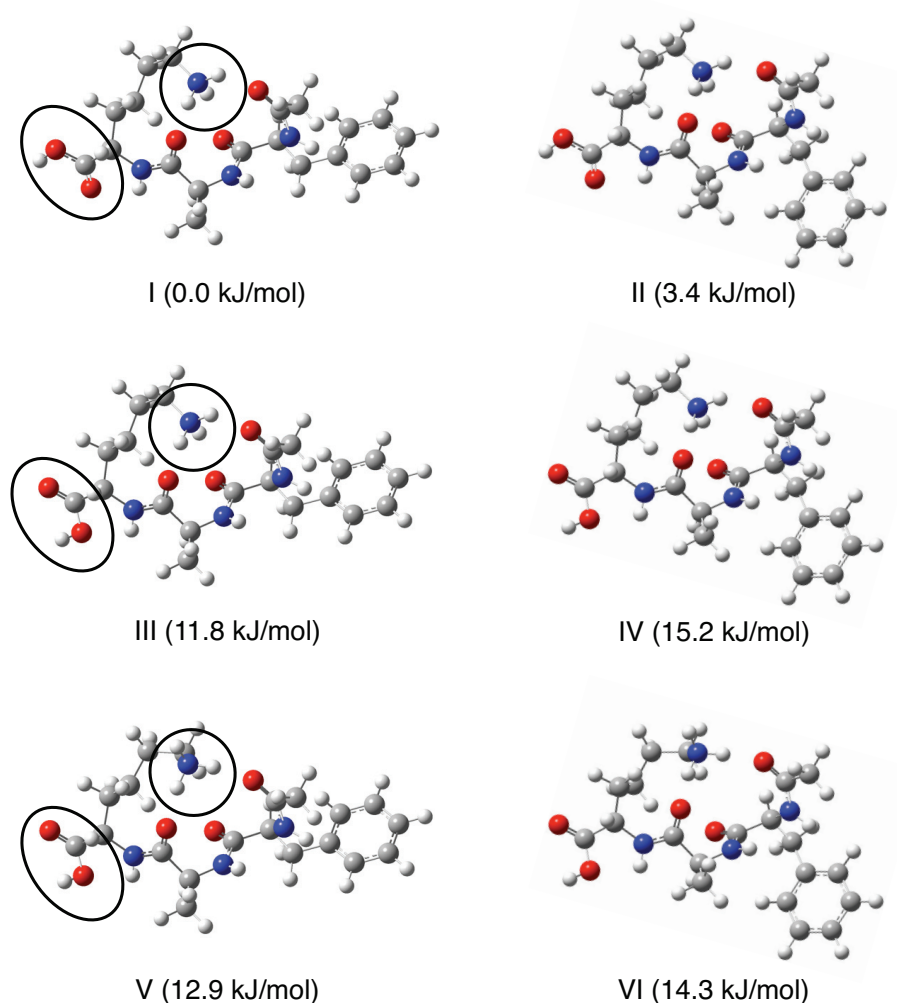 I (0.0 kJ/mol)
II (3.4 kJ/mol)
III (11.8 kJ/mol)
IV (15.2 kJ/mol)
V (12.9 kJ/mol)
VI (14.3 kJ/mol)